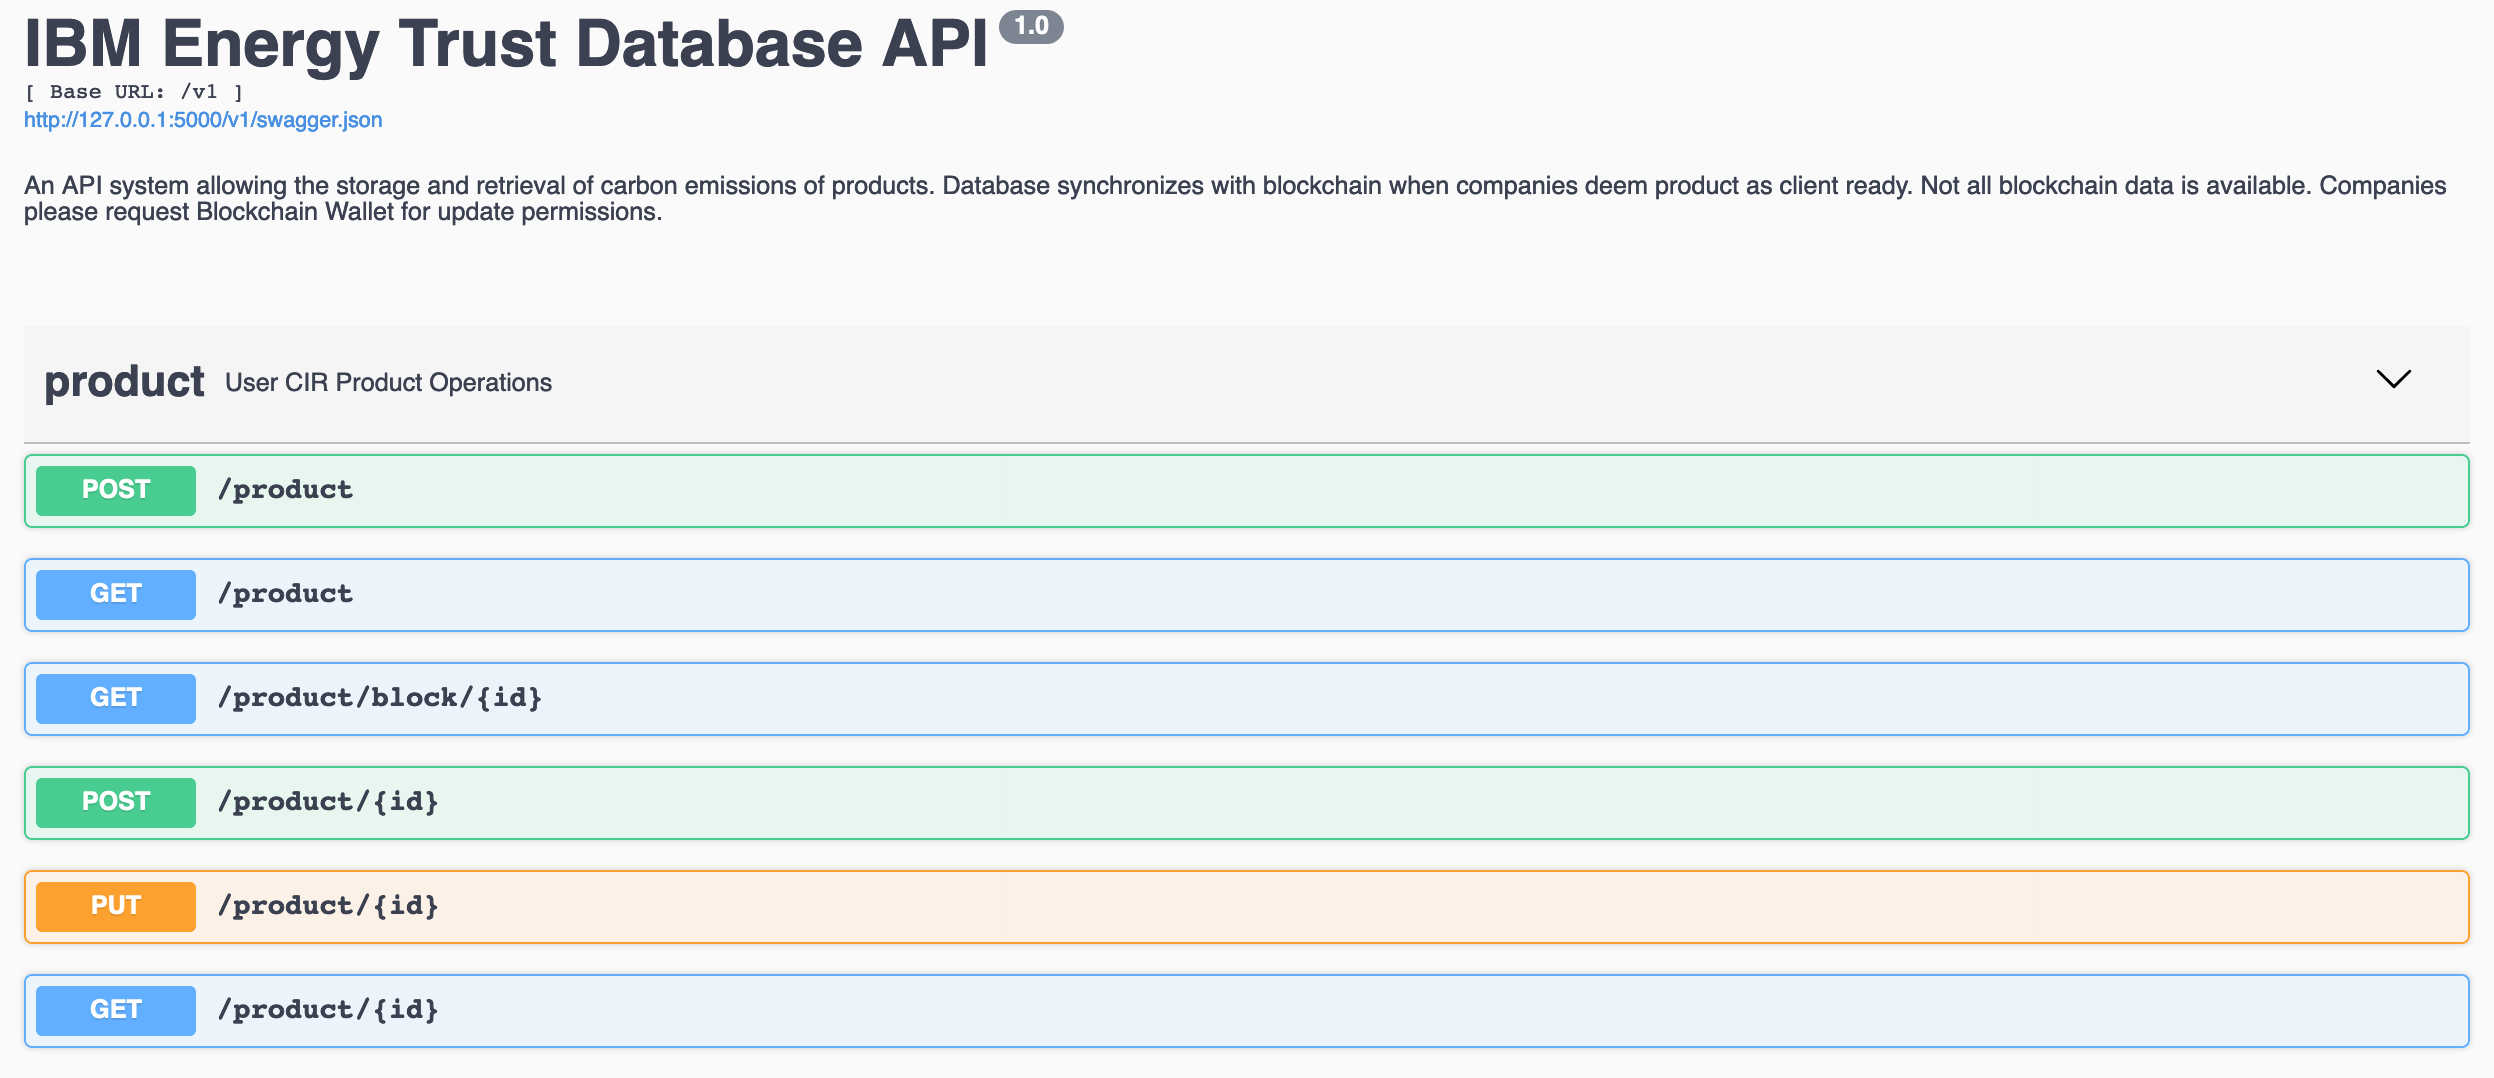 IBM Energy Trust Database API 1.0
[ Base URL: /v1 ]
http://127.0.0.1:5000/v1/swagger.json
An API system allowing the storage and retrieval of carbon emissions of products. Database synchronizes with blockchain when companies deem product as client ready. Not all blockchain data is available. Companies
please request Blockchain Wallet for update permissions.
product User CIR Product Operations
POST /product
GET /product
GET /product/block/{id}
POST /product/{id}
PUT /product/{id}
GET /product/{id}